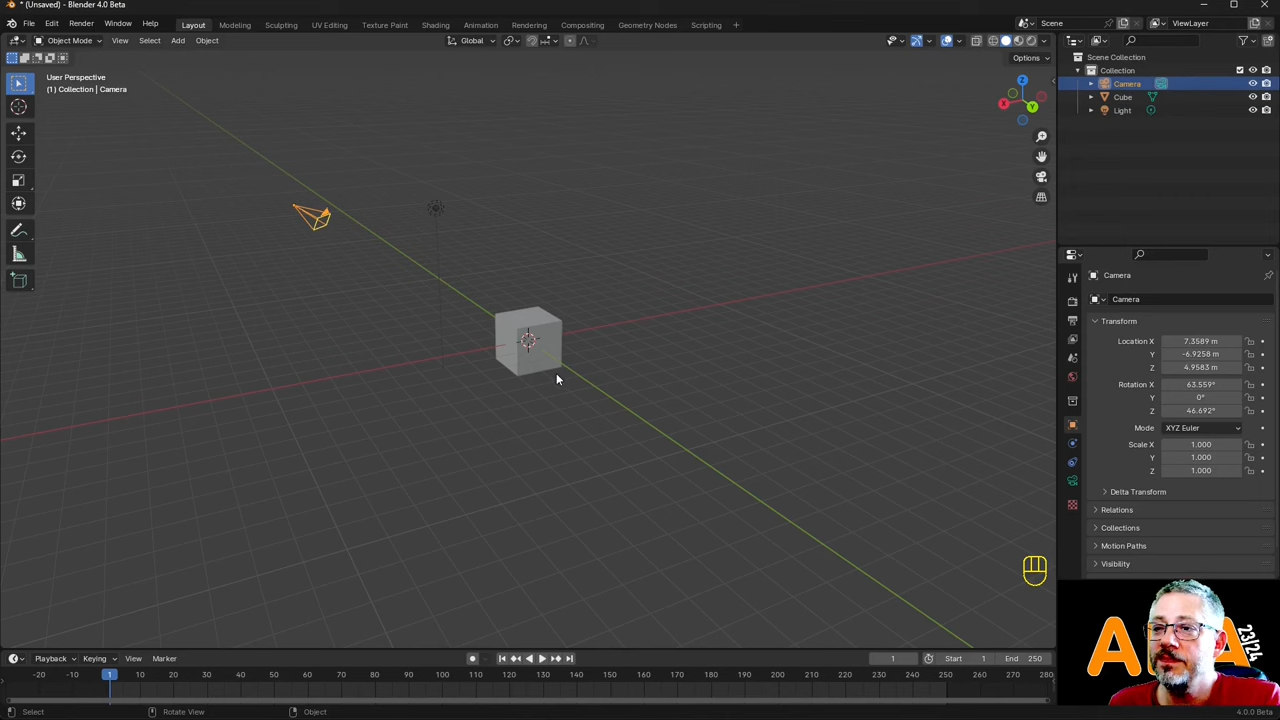 * (Unsaved) - Blender 4.0 Beta
File Edit Render Window Help Layout Modeling Sculpting UV Editing Texture Paint Shading Animation Rendering Compositing Geometry Nodes Scripting + Scene ViewLayer
Object Mode View Select Add Object Global
Options
User Perspective
(1) Collection | Camera
X Y Z
Scene Collection
Collection
Camera
Cube
Light
Camera
Camera
Transform
Location X 7.3589 m
Y -6.9258 m
Z 4.9583 m
Rotation X 63.559°
Y 0°
Z 46.692°
Mode XYZ Euler
Scale X 1.000
Y 1.000
Z 1.000
Delta Transform
Relations
Collections
Motion Paths
Visibility
23/24
Playback Keying View Marker 1 Start 1 End 250
-20 -10 1 10 20 30 40 50 60 70 80 90 100 110 120 130 140 150 160 170 180 190 200 210 220 230 240 250 260 270 280
Select Rotate View Object 4.0.0 Beta